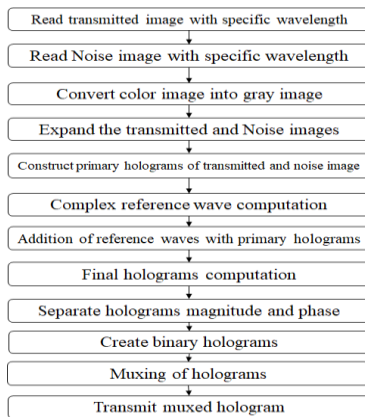 Read transmitted image with specific wavelength
Read Noise image with specific wavelength
Convert color image into gray image
Expand the transmitted and Noise images
Construct primary holograms of transmitted and noise image
Complex reference wave computation
Addition of reference waves with primary holograms
Final holograms computation
Separate holograms magnitude and phase
Create binary holograms
Muxing of holograms
Transmit muxed hologram